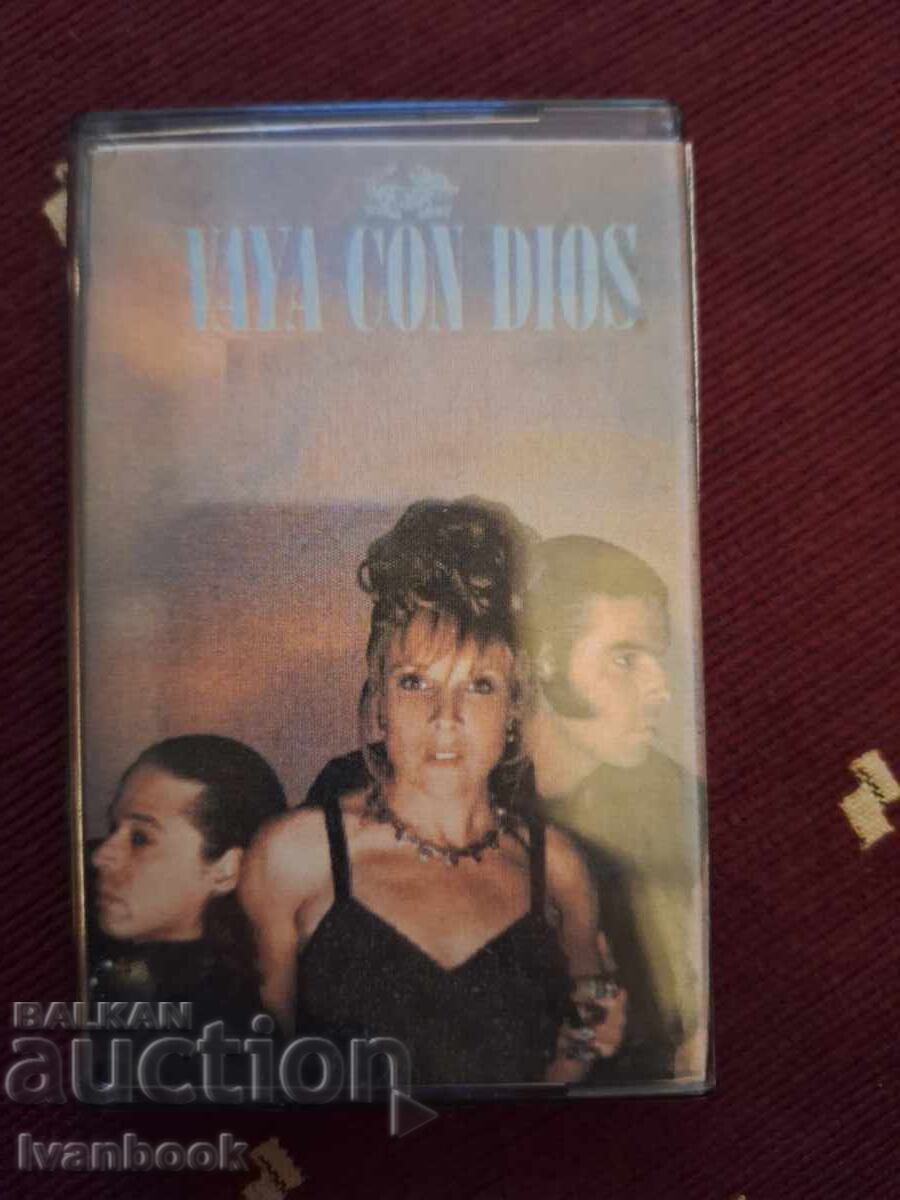 VAYA CON DIOS
BALKAN
auction
Ivanbook